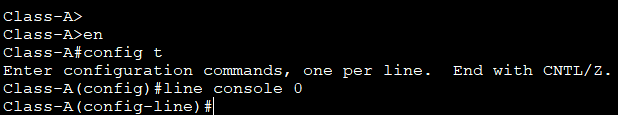 Class-A>
Class-A>en
Class-A#config t
Enter configuration commands, one per line.  End with CNTL/Z.
Class-A(config)#line console 0
Class-A(config-line)#